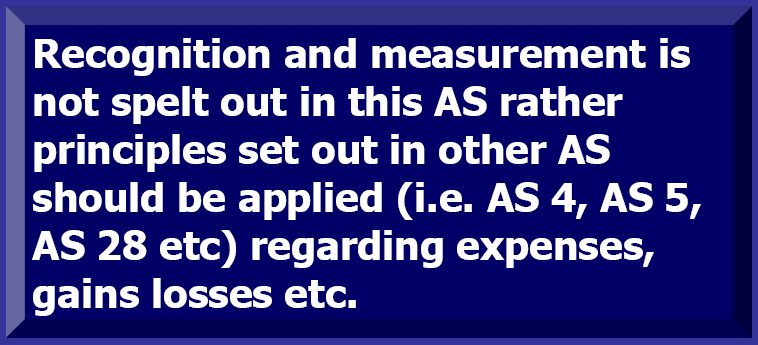 Recognition and measurement is
not spelt out in this AS rather
principles set out in other AS
should be applied (i.e. AS 4, AS 5,
AS 28 etc) regarding expenses,
gains losses etc.